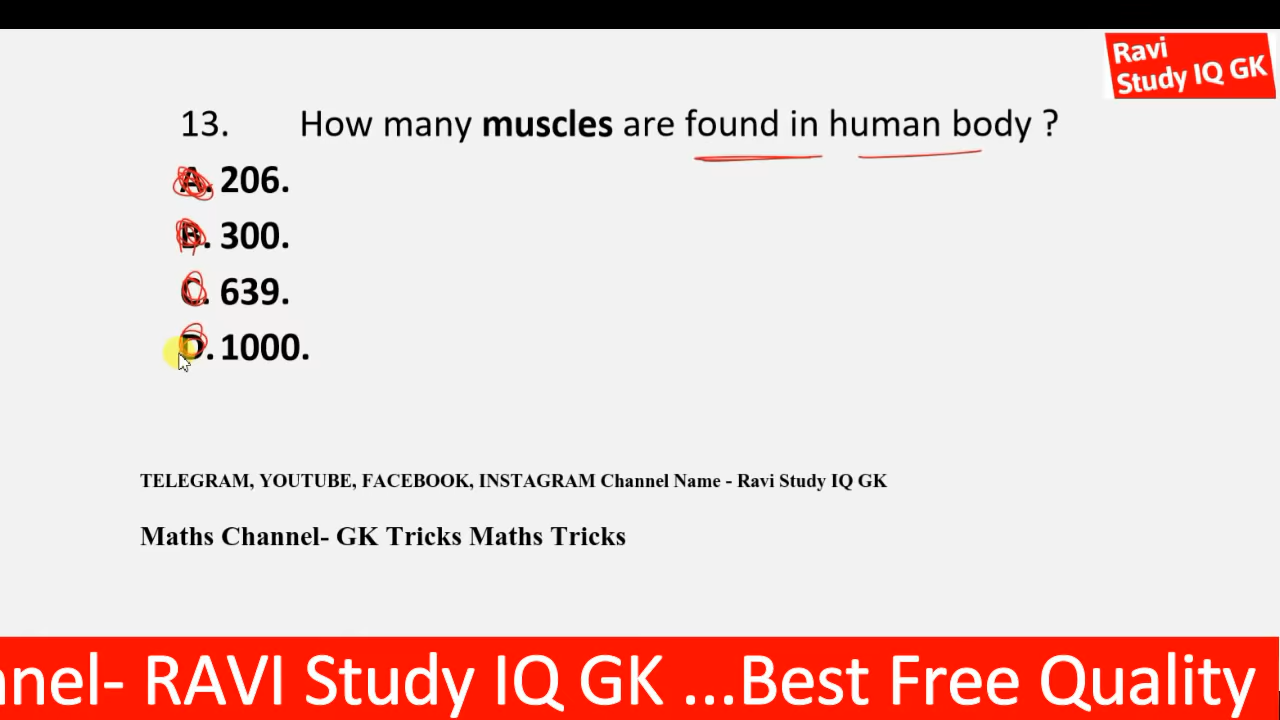 Ravi
Study IQ GK
13. How many muscles are found in human body ?
A. 206.
B. 300.
C. 639.
D. 1000.
TELEGRAM, YOUTUBE, FACEBOOK, INSTAGRAM Channel Name - Ravi Study IQ GK
Maths Channel- GK Tricks Maths Tricks
nnel- RAVI Study IQ GK ...Best Free Quality